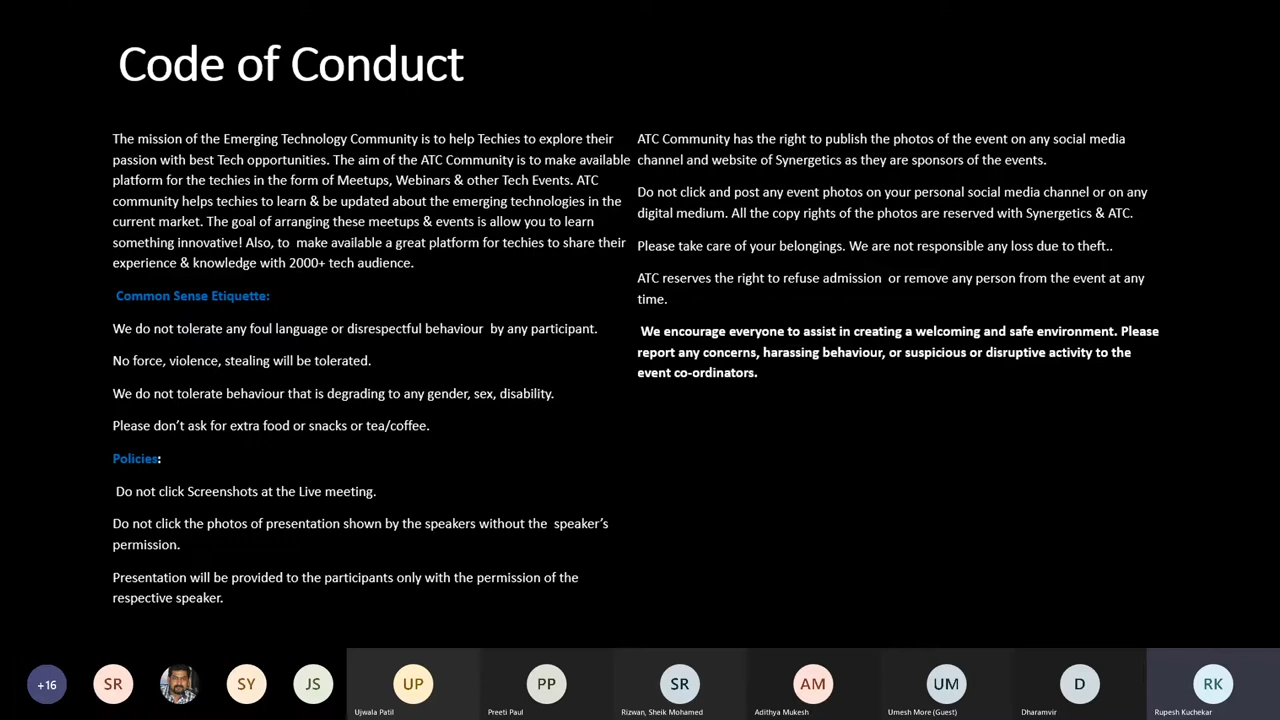 Code of Conduct
The mission of the Emerging Technology Community is to help Techies to explore their
passion with best Tech opportunities. The aim of the ATC Community is to make available
platform for the techies in the form of Meetups, Webinars & other Tech Events. ATC
community helps techies to learn & be updated about the emerging technologies in the
current market. The goal of arranging these meetups & events is allow you to learn
something innovative! Also, to make available a great platform for techies to share their
experience & knowledge with 2000+ tech audience.
Common Sense Etiquette:
We do not tolerate any foul language or disrespectful behaviour by any participant.
No force, violence, stealing will be tolerated.
We do not tolerate behaviour that is degrading to any gender, sex, disability.
Please don't ask for extra food or snacks or tea/coffee.
Policies:
Do not click Screenshots at the Live meeting.
Do not click the photos of presentation shown by the speakers without the speaker's
permission.
Presentation will be provided to the participants only with the permission of the
respective speaker.
ATC Community has the right to publish the photos of the event on any social media
channel and website of Synergetics as they are sponsors of the events.
Do not click and post any event photos on your personal social media channel or on any
digital medium. All the copy rights of the photos are reserved with Synergetics & ATC.
Please take care of your belongings. We are not responsible any loss due to theft..
ATC reserves the right to refuse admission or remove any person from the event at any
time.
We encourage everyone to assist in creating a welcoming and safe environment. Please
report any concerns, harassing behaviour, or suspicious or disruptive activity to the
event co-ordinators.
+16
SR
SY
JS
UP
Ujwala Patil
PP
Preeti Paul
SR
Rizwan, Sheik Mohamed
AM
Adithya Mukesh
UM
Umesh More (Guest)
D
Dharamvir
RK
Rupesh Kuchekar